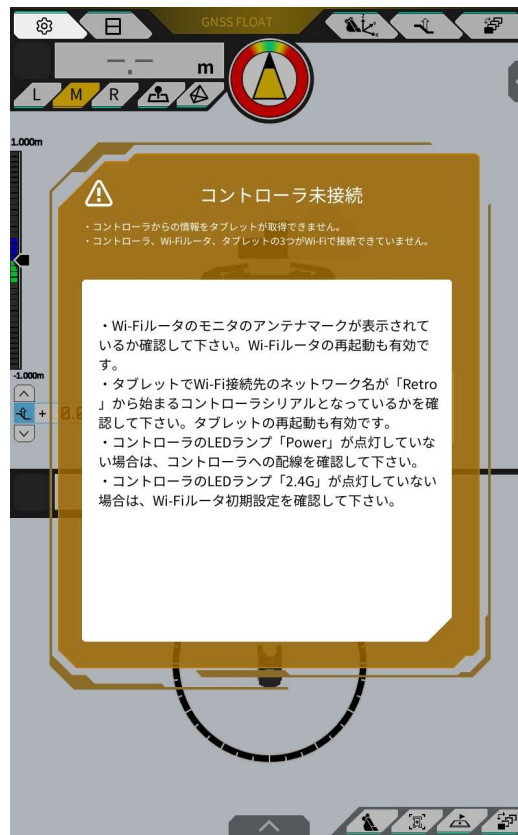 GNSS FLOAT
—.— m
L M R
1.000m
コントローラ未接続
・コントローラからの情報をタブレットが取得できません。
・コントローラ、Wi-Fiルータ、タブレットの3つがWi-Fiで接続できていません。
・Wi-Fiルータのモニタのアンテナマークが表示されて
いるか確認して下さい。Wi-Fiルータの再起動も有効で
す。
・タブレットでWi-Fi接続先のネットワーク名が「Retro
」から始まるコントローラシリアルとなっているかを確
認して下さい。タブレットの再起動も有効です。
・コントローラのLEDランプ「Power」が点灯していな
い場合は、コントローラへの配線を確認して下さい。
・コントローラのLEDランプ「2.4G」が点灯していない
場合は、Wi-Fiルータ初期設定を確認して下さい。
-1.000m
+ 0.0